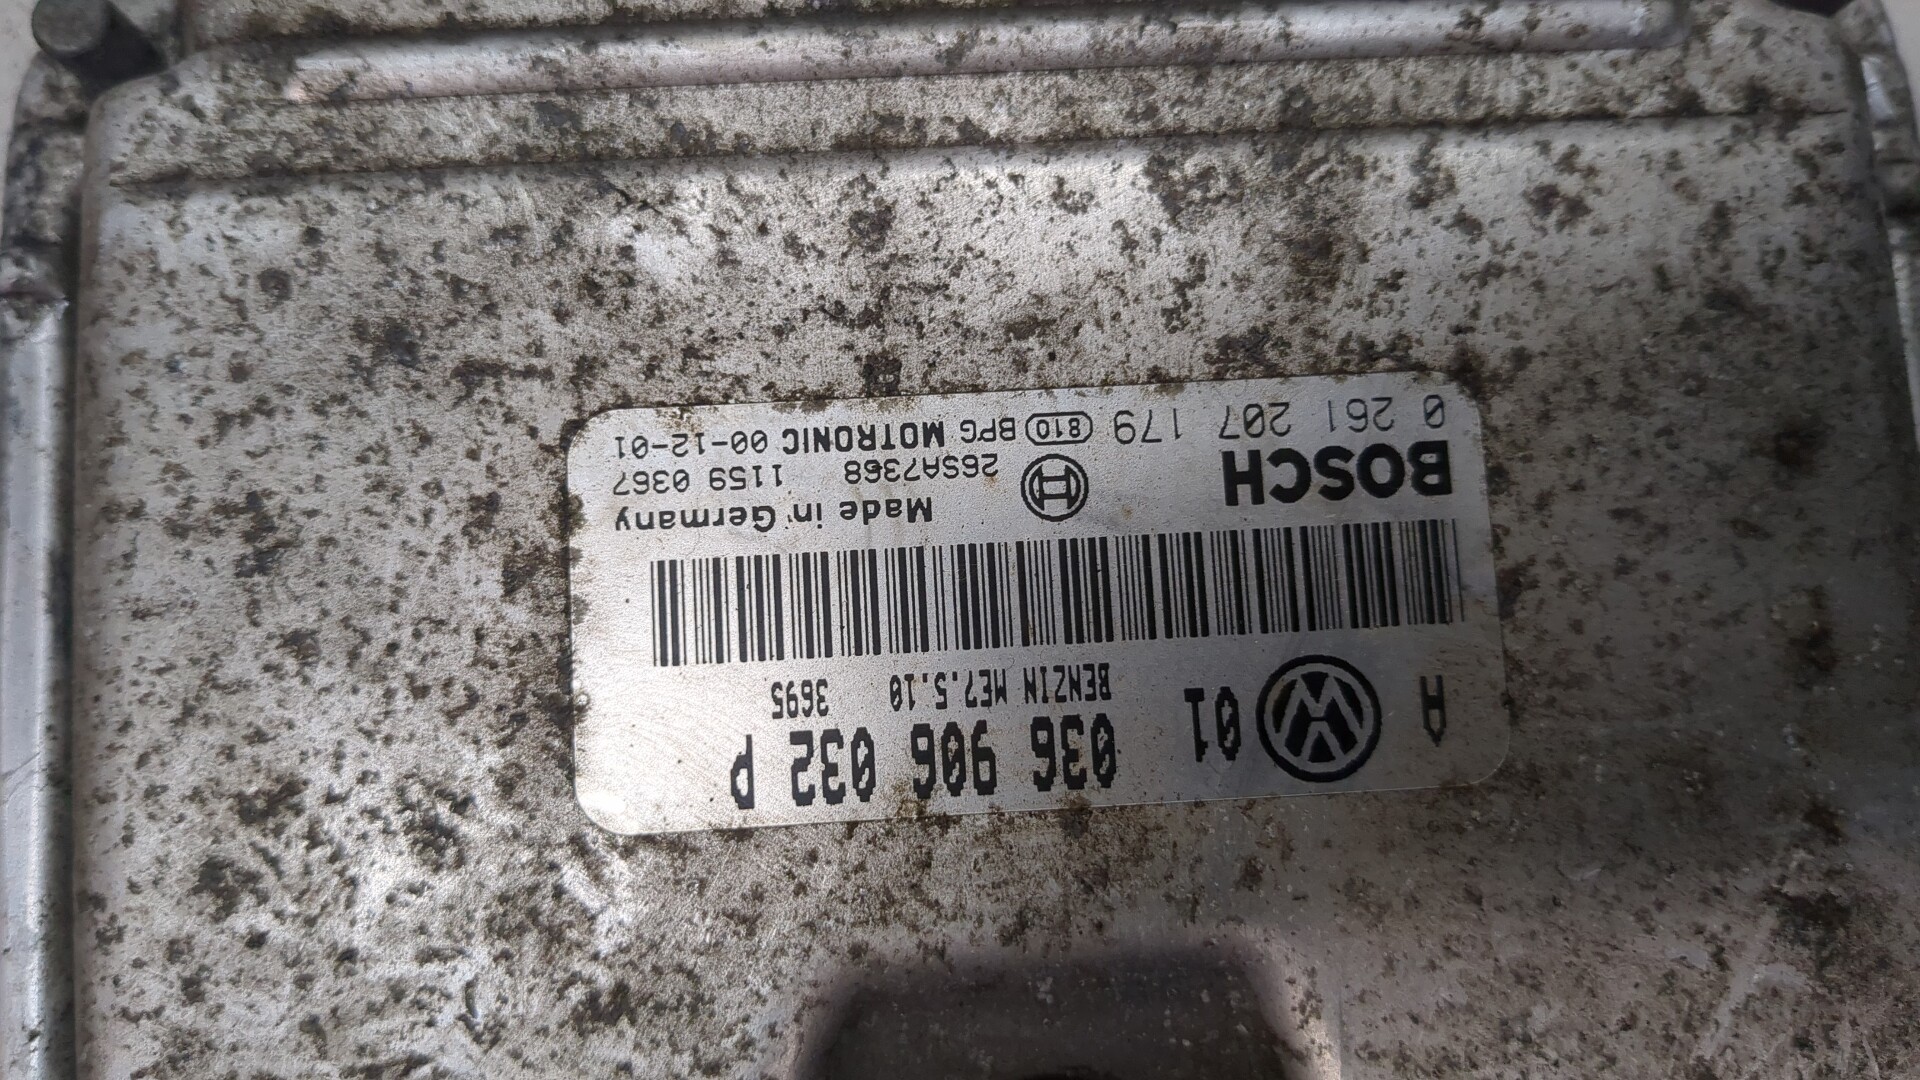 036 906 032 P
BENZIN ME7.5.10 3695
01
A
BOSCH
Made in Germany
26SA7368 1159 0367
0 261 207 179 810 BPG MOTRONIC 00-12-01